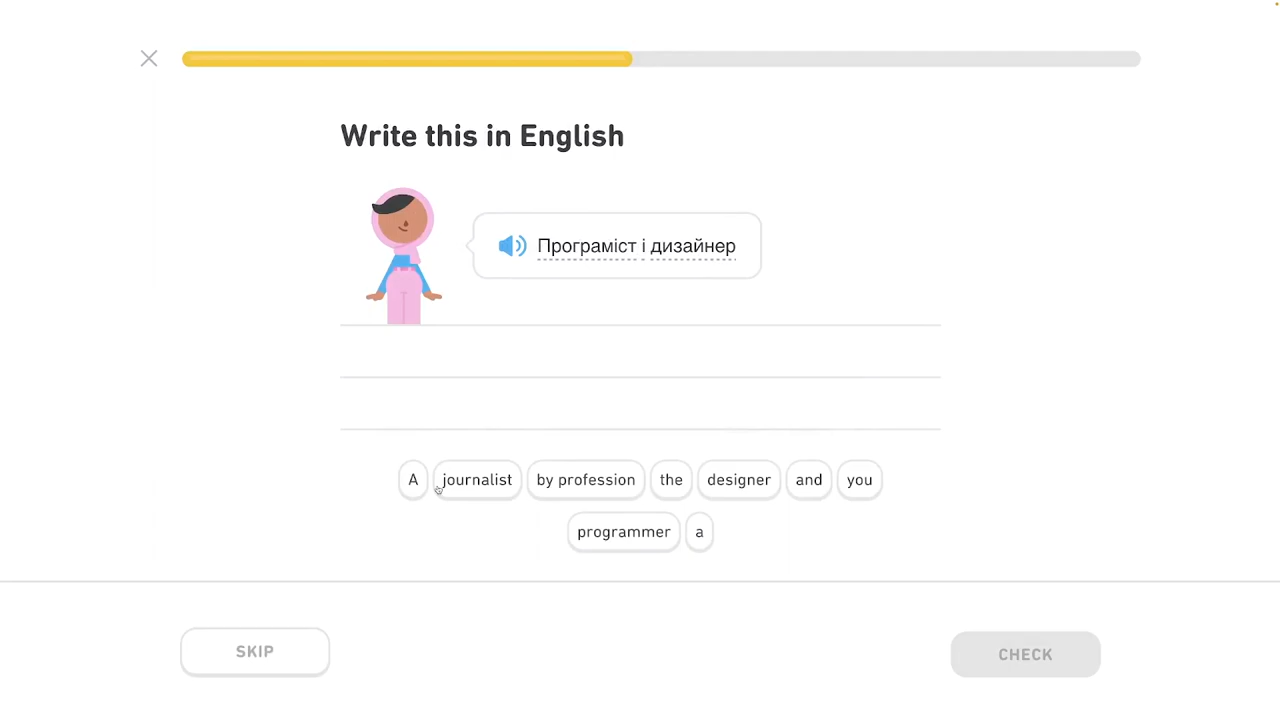 Write this in English
Програміст і дизайнер
A journalist by profession the designer and you
programmer a
SKIP CHECK